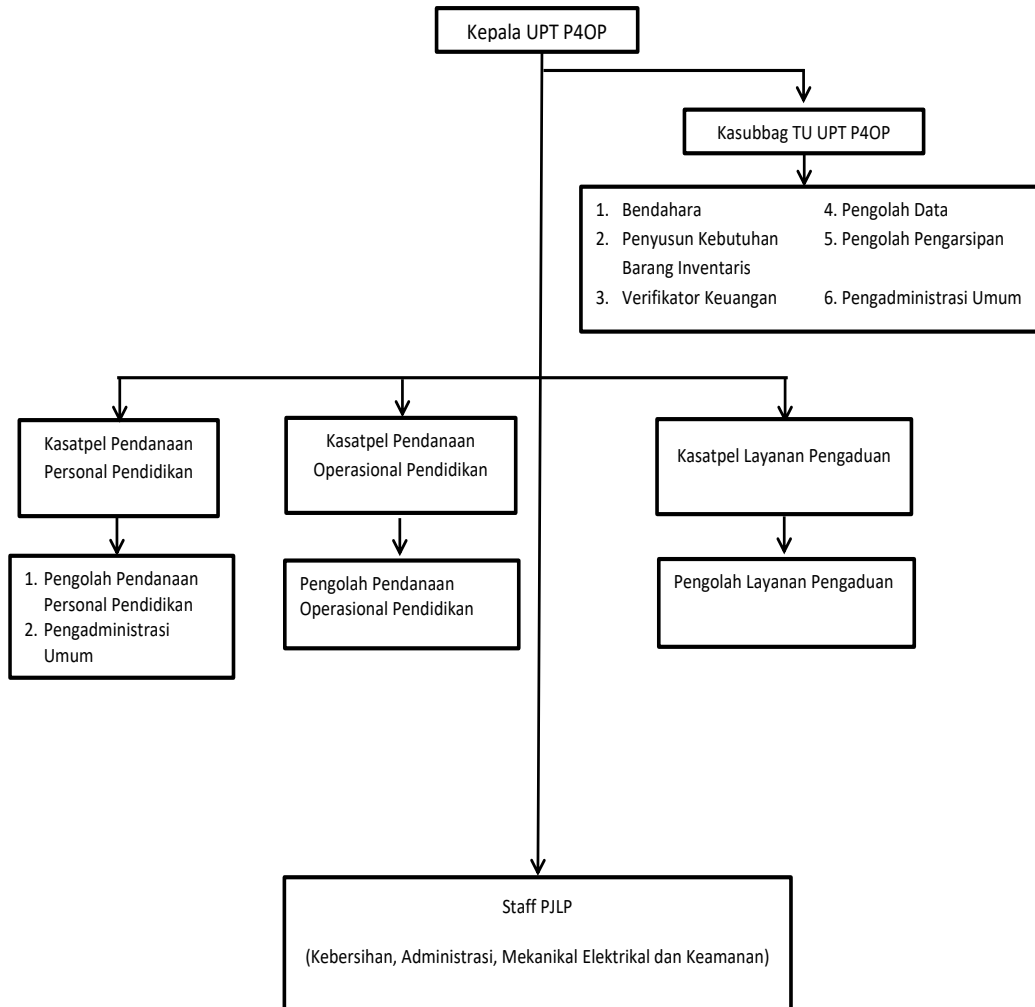 Kepala UPT P4OP
Kasubbag TU UPT P4OP
1. Bendahara
2. Penyusun Kebutuhan
Barang Inventaris
3. Verifikator Keuangan
4. Pengolah Data
5. Pengolah Pengarsipan
6. Pengadministrasi Umum
Kasatpel Pendanaan
Personal Pendidikan
Kasatpel Pendanaan
Operasional Pendidikan
Kasatpel Layanan Pengaduan
1. Pengolah Pendanaan
Personal Pendidikan
2. Pengadministrasi
Umum
Pengolah Pendanaan
Operasional Pendidikan
Pengolah Layanan Pengaduan
Staff PJLP
(Kebersihan, Administrasi, Mekanikal Elektrikal dan Keamanan)